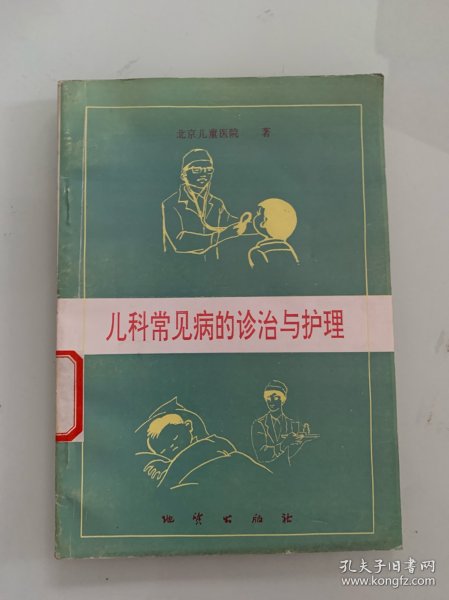 北京儿童医院 著
儿科常见病的诊治与护理
地质出版社
孔夫子旧书网
www.kongfz.com